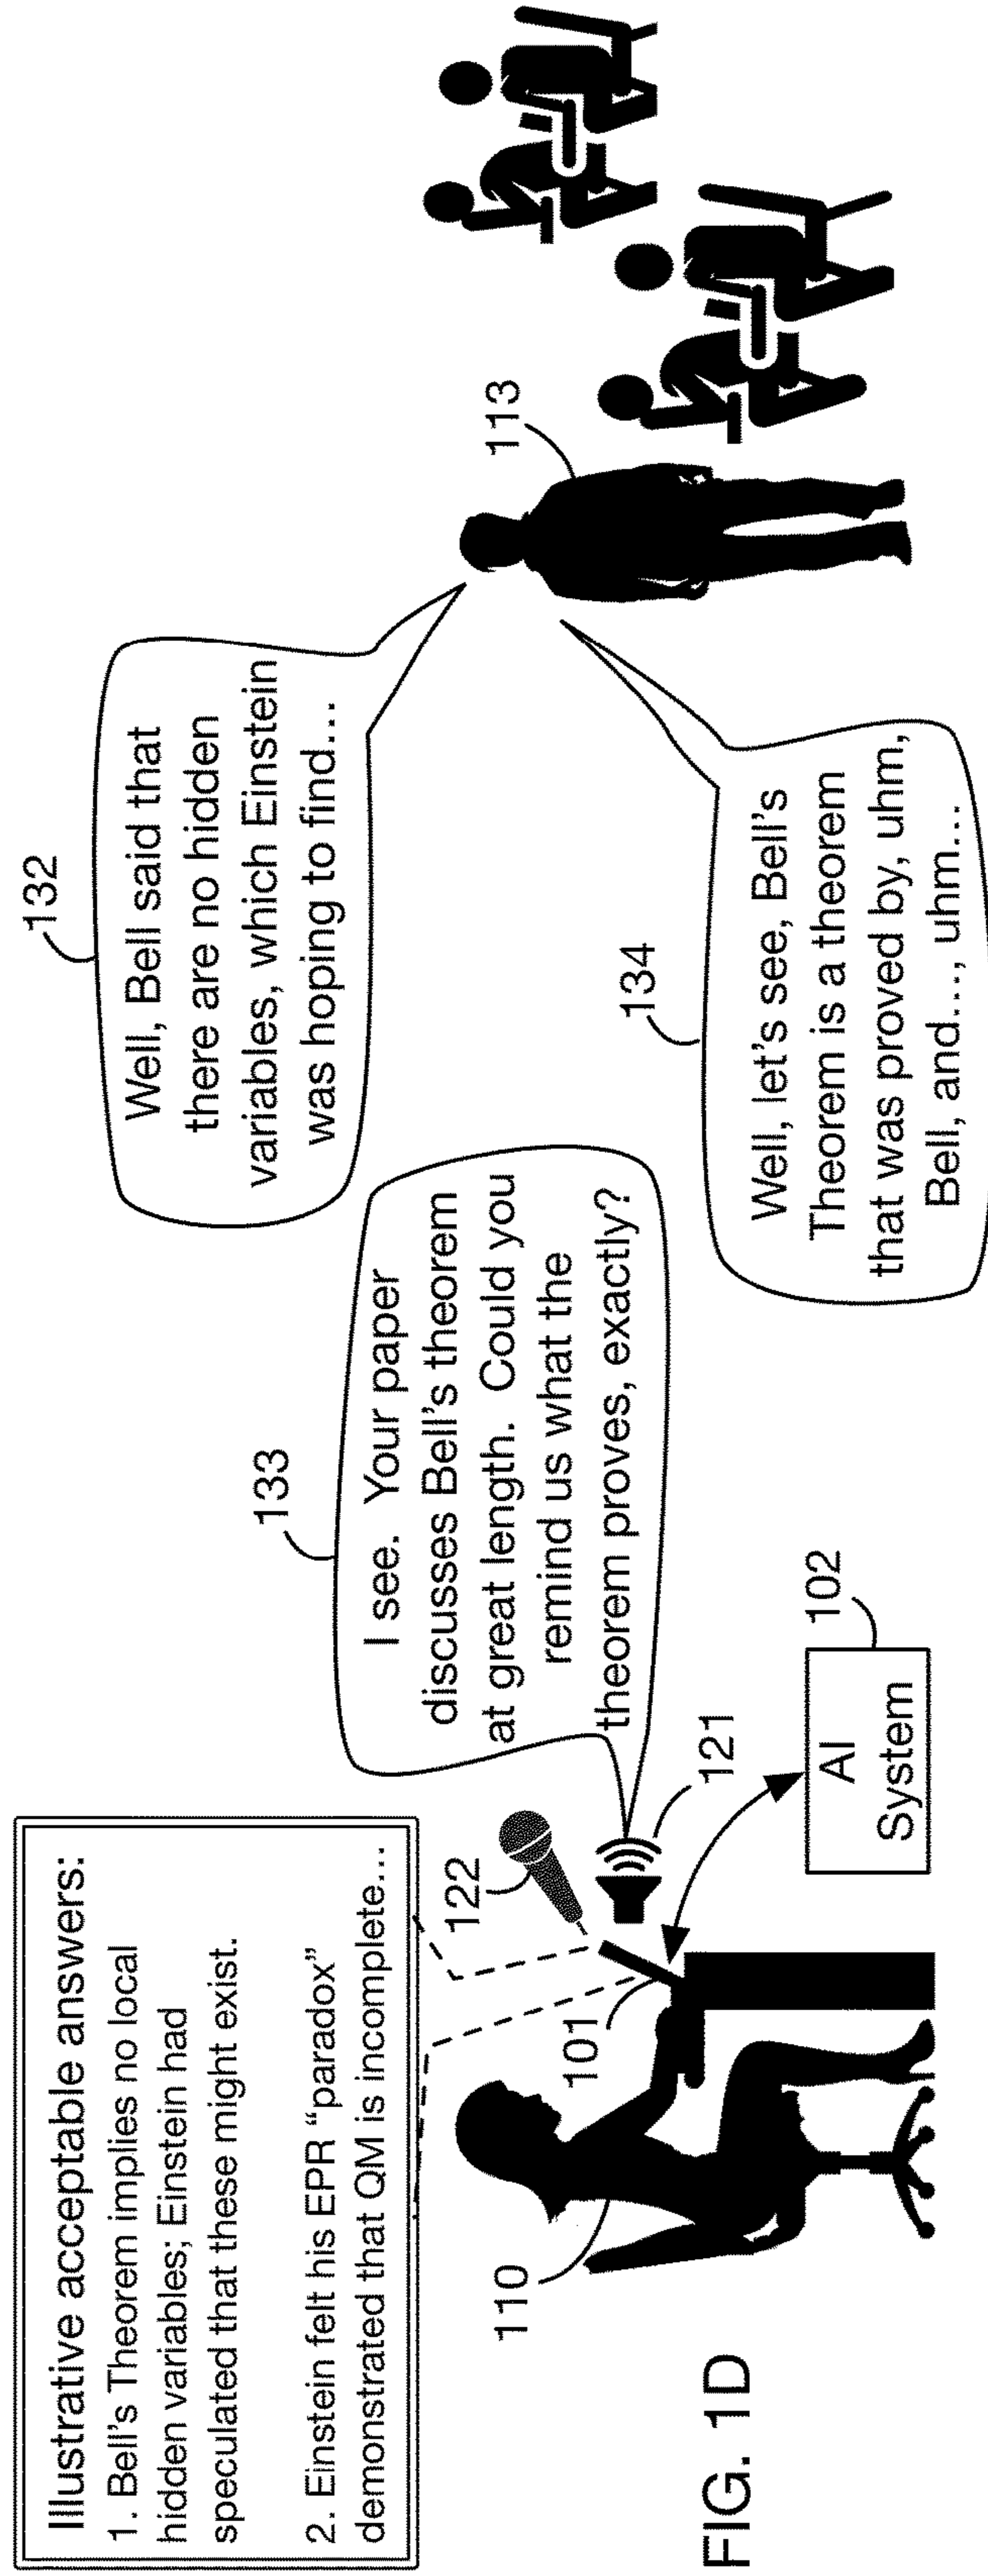 Illustrative acceptable answers:
1. Bell's Theorem implies no local
hidden variables; Einstein had
speculated that these might exist.
2. Einstein felt his EPR “paradox”
demonstrated that QM is incomplete…
132
Well, Bell said that
there are no hidden
variables, which Einstein
was hoping to find…
133
I see. Your paper
discusses Bell's theorem
at great length. Could you
remind us what the
theorem proves, exactly?
134
Well, let's see, Bell's
Theorem is a theorem
that was proved by, uhm,
Bell, and…, uhm…
113
122
121
101
110
102
AI
System
FIG. 1D